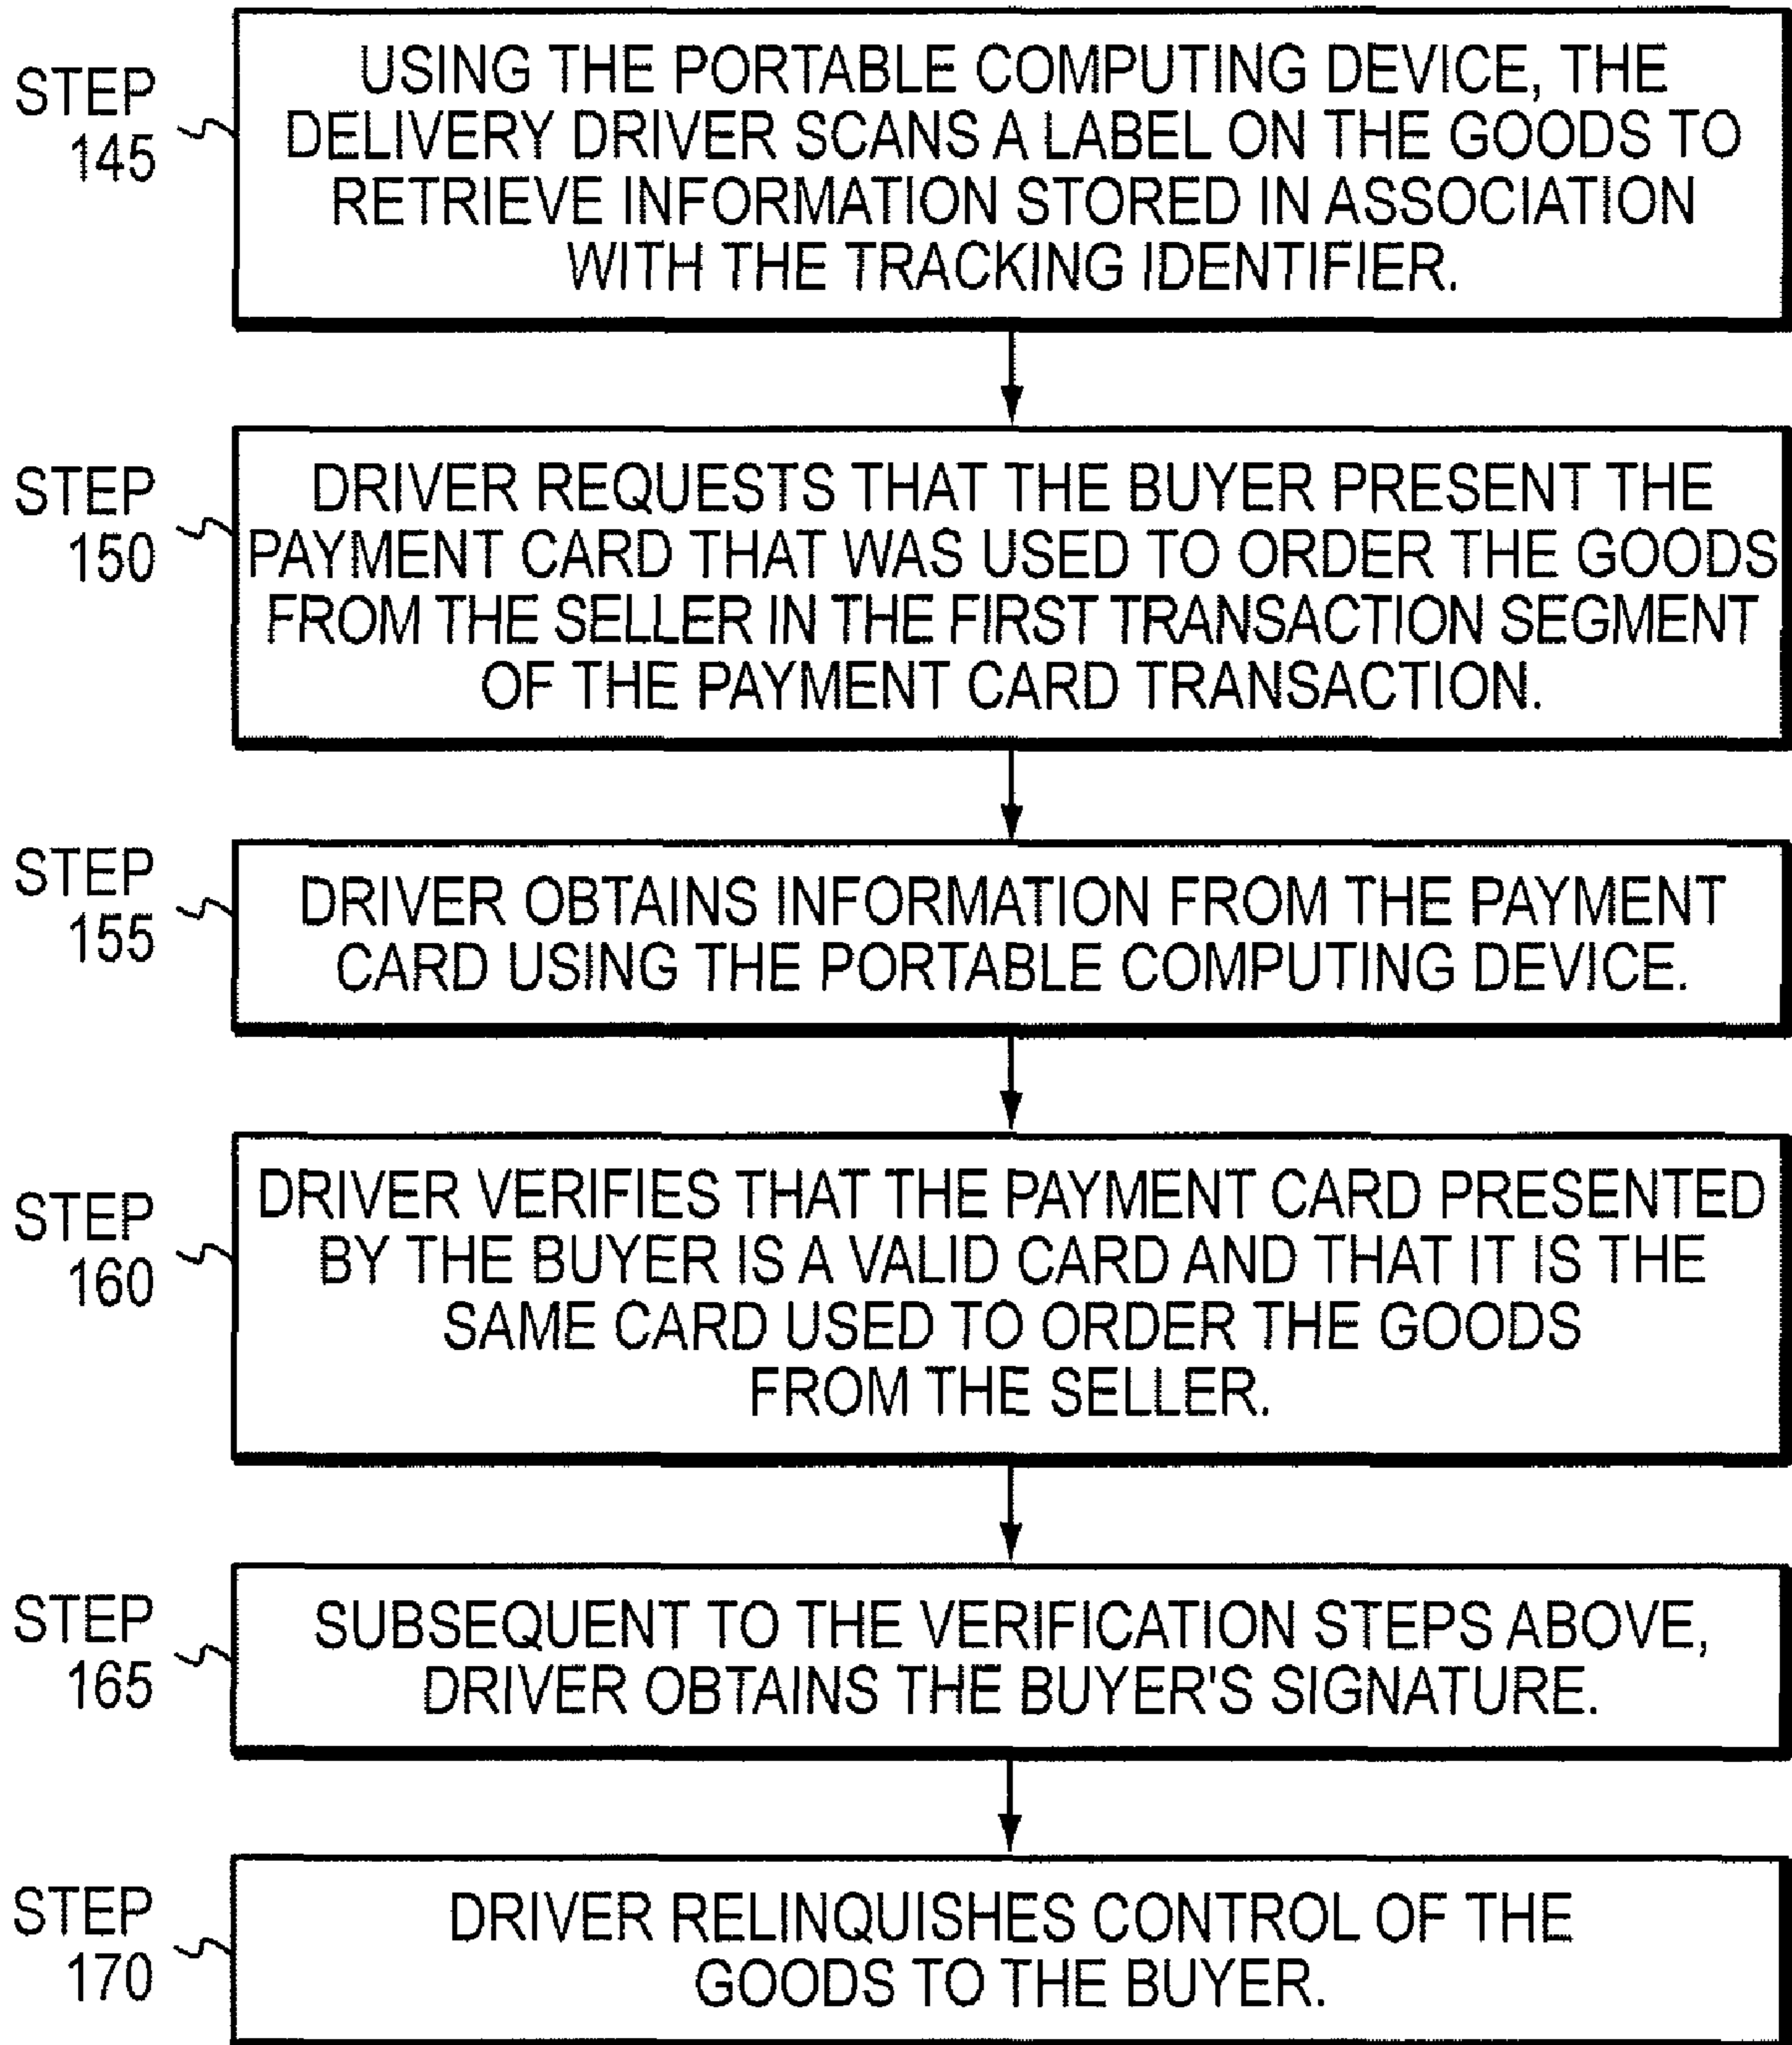 STEP
145
USING THE PORTABLE COMPUTING DEVICE, THE
DELIVERY DRIVER SCANS A LABEL ON THE GOODS TO
RETRIEVE INFORMATION STORED IN ASSOCIATION
WITH THE TRACKING IDENTIFIER.
STEP
150
DRIVER REQUESTS THAT THE BUYER PRESENT THE
PAYMENT CARD THAT WAS USED TO ORDER THE GOODS
FROM THE SELLER IN THE FIRST TRANSACTION SEGMENT
OF THE PAYMENT CARD TRANSACTION.
STEP
155
DRIVER OBTAINS INFORMATION FROM THE PAYMENT
CARD USING THE PORTABLE COMPUTING DEVICE.
STEP
160
DRIVER VERIFIES THAT THE PAYMENT CARD PRESENTED
BY THE BUYER IS A VALID CARD AND THAT IT IS THE
SAME CARD USED TO ORDER THE GOODS
FROM THE SELLER.
STEP
165
SUBSEQUENT TO THE VERIFICATION STEPS ABOVE,
DRIVER OBTAINS THE BUYER'S SIGNATURE.
STEP
170
DRIVER RELINQUISHES CONTROL OF THE
GOODS TO THE BUYER.